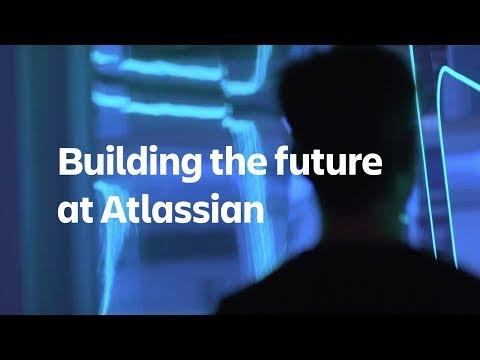 Building the future
at Atlassian